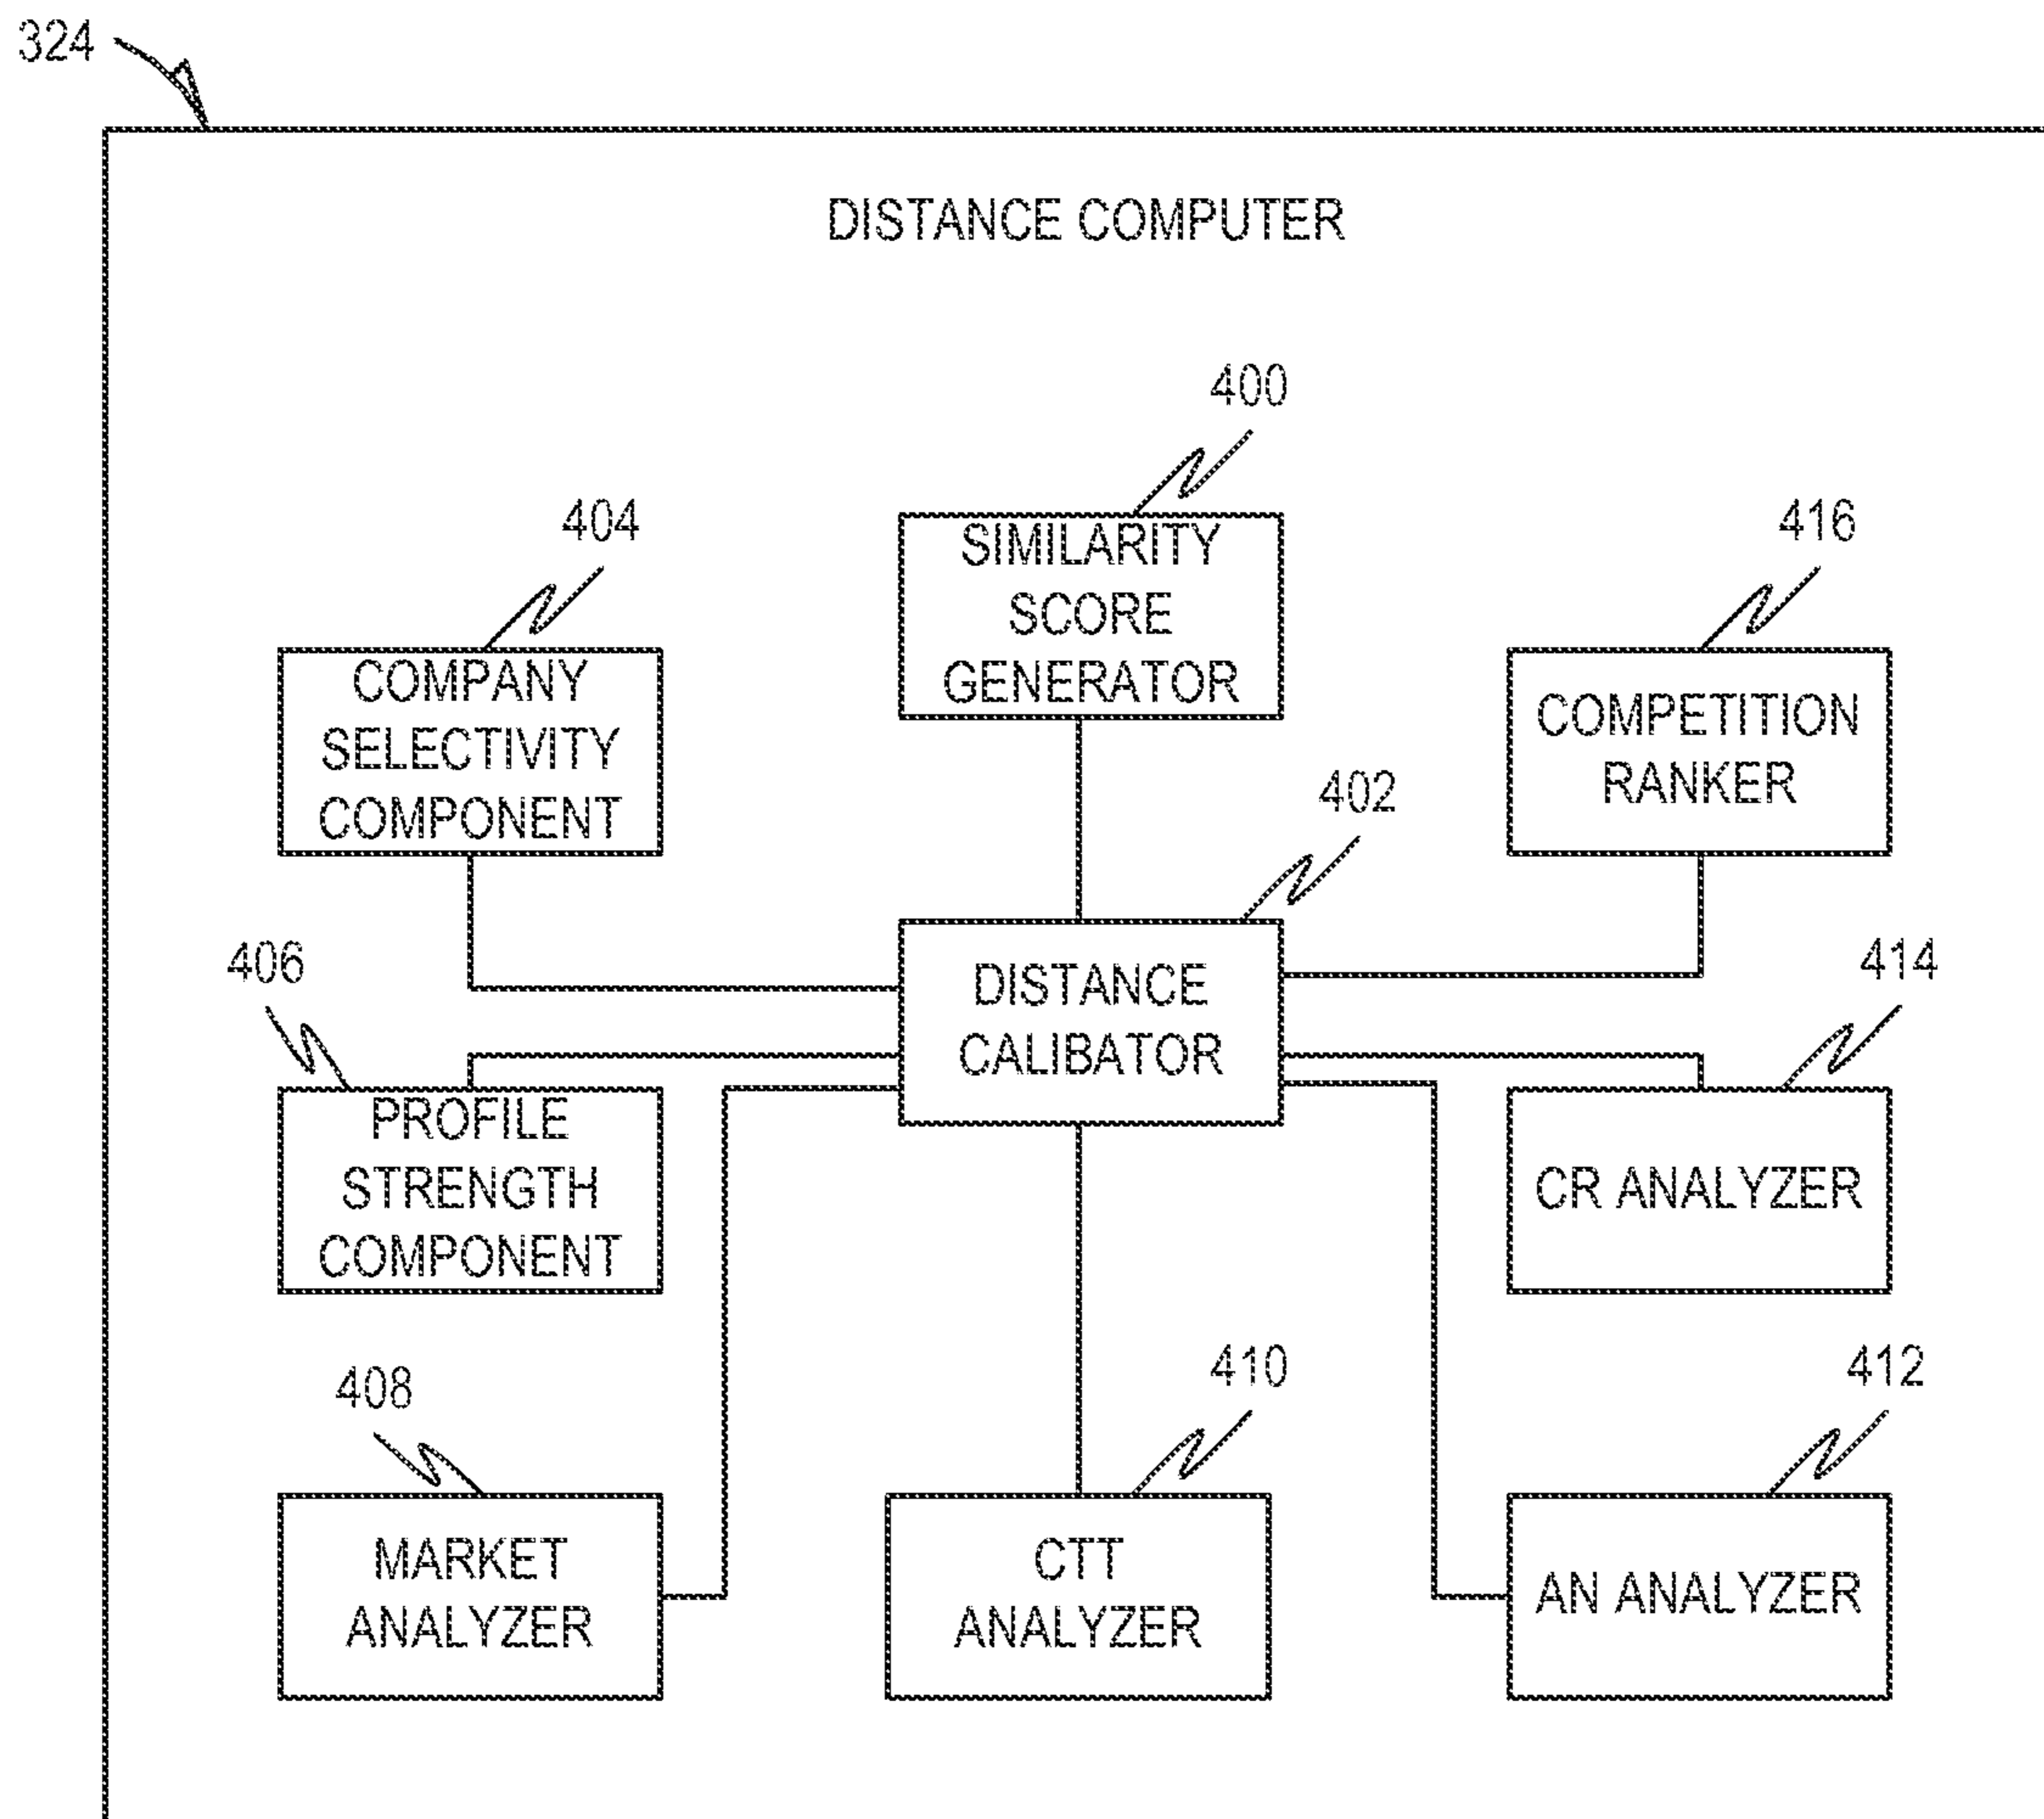 324
DISTANCE COMPUTER
400
404
416
SIMILARITY
SCORE
GENERATOR
COMPANY
SELECTIVITY
COMPONENT
COMPETITION
RANKER
402
406
414
DISTANCE
CALIBATOR
PROFILE
STRENGTH
COMPONENT
CR ANALYZER
408
410
412
MARKET
ANALYZER
CTT
ANALYZER
AN ANALYZER